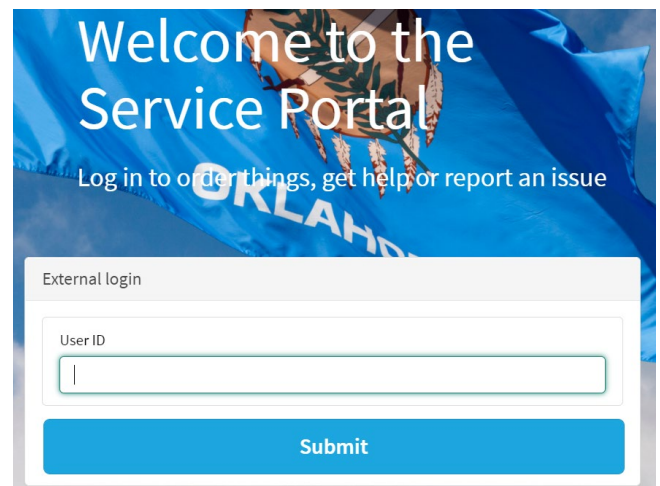 Welcome to the
Service Portal
Log in to order things, get help or report an issue
OKLAHO
External login
User ID
Submit